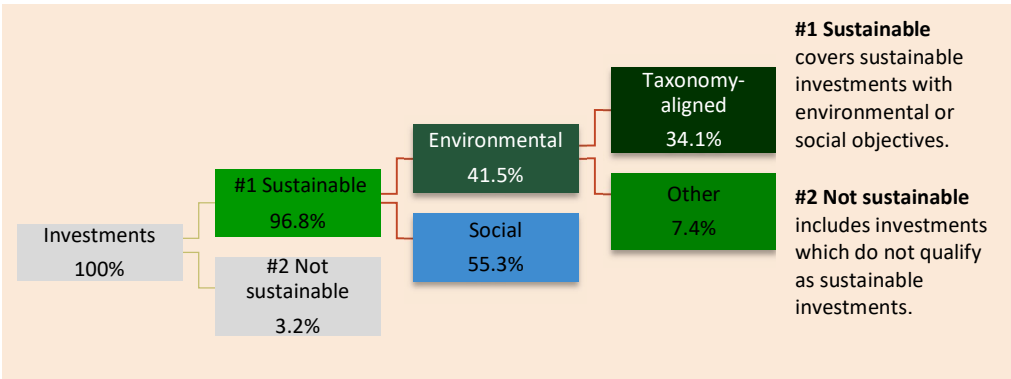 Investments
100%
#1 Sustainable
96.8%
#2 Not
sustainable
3.2%
Environmental
41.5%
Social
55.3%
Taxonomy-
aligned
34.1%
Other
7.4%
#1 Sustainable
covers sustainable
investments with
environmental or
social objectives.
#2 Not sustainable
includes investments
which do not qualify
as sustainable
investments.